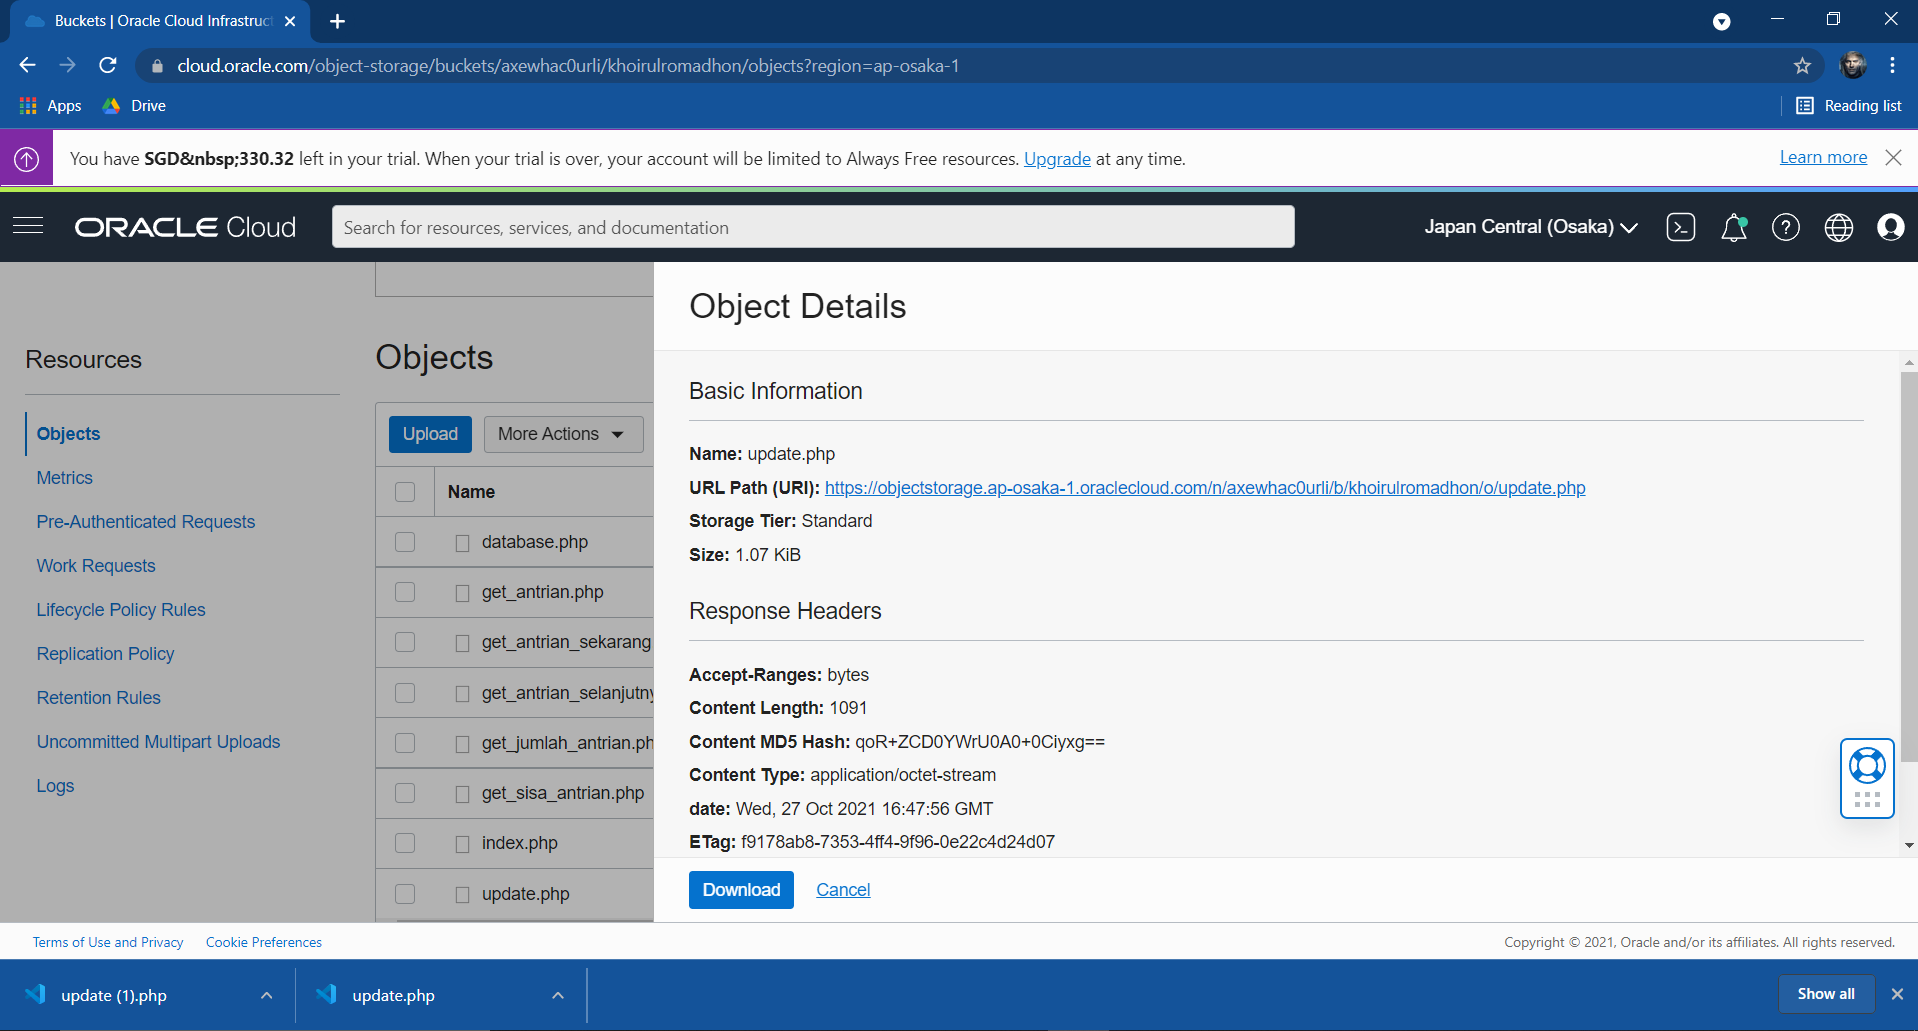 Buckets | Oracle Cloud Infrastruct
cloud.oracle.com/object-storage/buckets/axewhac0urli/khoirulromadhon/objects?region=ap-osaka-1
Apps
Drive
Reading list
You have SGD&nbsp;330.32 left in your trial. When your trial is over, your account will be limited to Always Free resources. Upgrade at any time.
Learn more
ORACLE Cloud
Search for resources, services, and documentation
Japan Central (Osaka)
Resources
Objects
Metrics
Pre-Authenticated Requests
Work Requests
Lifecycle Policy Rules
Replication Policy
Retention Rules
Uncommitted Multipart Uploads
Logs
Objects
Upload
More Actions
Name
database.php
get_antrian.php
get_antrian_sekarang
get_antrian_selanjutny
get_jumlah_antrian.ph
get_sisa_antrian.php
index.php
update.php
Object Details
Basic Information
Name: update.php
URL Path (URI): https://objectstorage.ap-osaka-1.oraclecloud.com/n/axewhac0urli/b/khoirulromadhon/o/update.php
Storage Tier: Standard
Size: 1.07 KiB
Response Headers
Accept-Ranges: bytes
Content Length: 1091
Content MD5 Hash: qoR+ZCD0YWrU0A0+0Ciyxg==
Content Type: application/octet-stream
date: Wed, 27 Oct 2021 16:47:56 GMT
ETag: f9178ab8-7353-4ff4-9f96-0e22c4d24d07
Download
Cancel
Terms of Use and Privacy
Cookie Preferences
Copyright © 2021, Oracle and/or its affiliates. All rights reserved.
update (1).php
update.php
Show all